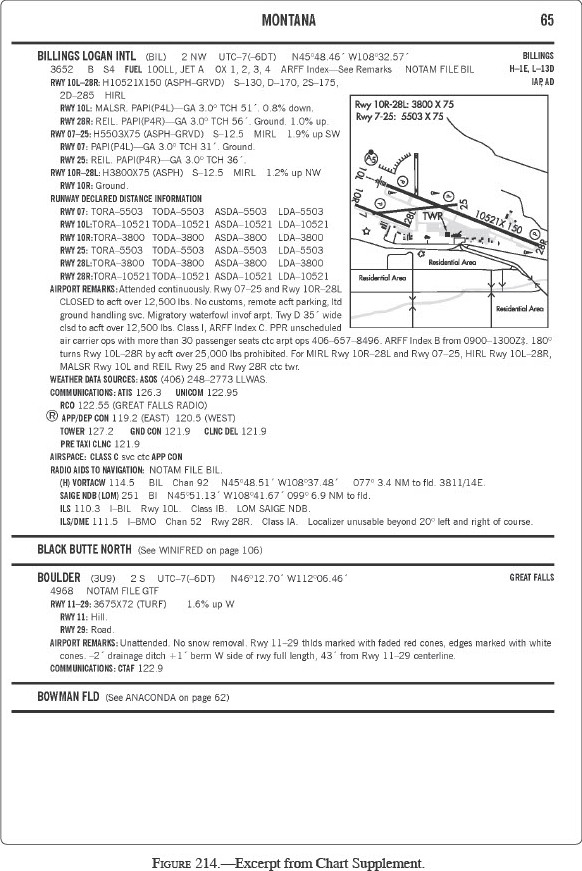 MONTANA 65
BILLINGS LOGAN INTL (BIL) 2 NW UTC–7(–6DT) N45°48.46´ W108°32.57´ BILLINGS
3652 B S4 FUEL 100LL, JET A OX 1, 2, 3, 4 ARFF Index—See Remarks NOTAM FILE BIL H–1E, L–13D
RWY 10L–28R: H10521X150 (ASPH–GRVD) S–130, D–170, 2S–175, IAP, AD
2D–285 HIRL
RWY 10L: MALSR. PAPI(P4L)—GA 3.0° TCH 51´. 0.8% down.
RWY 28R: REIL. PAPI(P4R)—GA 3.0° TCH 56´. Ground. 1.0% up.
RWY 07–25: H5503X75 (ASPH–GRVD) S–12.5 MIRL 1.9% up SW
RWY 07: PAPI(P4L)—GA 3.0° TCH 31´. Ground.
RWY 25: REIL. PAPI(P4R)—GA 3.0° TCH 36´.
RWY 10R–28L: H3800X75 (ASPH) S–12.5 MIRL 1.2% up NW
RWY 10R: Ground.
RUNWAY DECLARED DISTANCE INFORMATION
RWY 07: TORA–5503 TODA–5503 ASDA–5503 LDA–5503
RWY 10L:TORA–10521 TODA–10521 ASDA–10521 LDA–10521
RWY 10R:TORA–3800 TODA–3800 ASDA–3800 LDA–3800
RWY 25: TORA–5503 TODA–5503 ASDA–5503 LDA–5503
RWY 28L:TORA–3800 TODA–3800 ASDA–3800 LDA–3800
RWY 28R:TORA–10521 TODA–10521 ASDA–10521 LDA–10521
Rwy 10R-28L: 3800 X 75
Rwy 7-25: 5503 X 75
10L
10R
7
28L
25
TWR
10521 X 150
28R
Residential Area
Residential Area
Residential Area
AIRPORT REMARKS: Attended continuously. Rwy 07–25 and Rwy 10R–28L
CLOSED to acft over 12,500 lbs. No customs, remote acft parking, ltd
ground handling svc. Migratory waterfowl invof arpt. Twy D 35´ wide
clsd to acft over 12,500 lbs. Class I, ARFF Index C. PPR unscheduled
air carrier ops with more than 30 passenger seats ctc arpt ops 406–657–8496. ARFF Index B from 0900–1300Z‡. 180°
turns Rwy 10L–28R by acft over 25,000 lbs prohibited. For MIRL Rwy 10R–28L and Rwy 07–25, HIRL Rwy 10L–28R,
MALSR Rwy 10L and REIL Rwy 25 and Rwy 28R ctc twr.
WEATHER DATA SOURCES: ASOS (406) 248–2773 LLWAS.
COMMUNICATIONS: ATIS 126.3 UNICOM 122.95
RCO 122.55 (GREAT FALLS RADIO)
Ⓡ APP/DEP CON 119.2 (EAST) 120.5 (WEST)
TOWER 127.2 GND CON 121.9 CLNC DEL 121.9
PRE TAXI CLNC 121.9
AIRSPACE: CLASS C svc ctc APP CON
RADIO AIDS TO NAVIGATION: NOTAM FILE BIL.
(H) VORTACW 114.5 BIL Chan 92 N45°48.51´ W108°37.48´ 077° 3.4 NM to fld. 3811/14E.
SAIGE NDB (LOM) 251 BI N45°51.13´ W108°41.67´ 099° 6.9 NM to fld.
ILS 110.3 I–BIL Rwy 10L. Class IB. LOM SAIGE NDB.
ILS/DME 111.5 I–BMO Chan 52 Rwy 28R. Class IA. Localizer unusable beyond 20° left and right of course.
BLACK BUTTE NORTH (See WINIFRED on page 106)
BOULDER (3U9) 2 S UTC–7(–6DT) N46°12.70´ W112°06.46´ GREAT FALLS
4968 NOTAM FILE GTF
RWY 11–29: 3675X72 (TURF) 1.6% up W
RWY 11: Hill.
RWY 29: Road.
AIRPORT REMARKS: Unattended. No snow removal. Rwy 11–29 thlds marked with faded red cones, edges marked with white
cones. –2´ drainage ditch +1´ berm W side of rwy full length, 43´ from Rwy 11–29 centerline.
COMMUNICATIONS: CTAF 122.9
BOWMAN FLD (See ANACONDA on page 62)
FIGURE 214.—Excerpt from Chart Supplement.